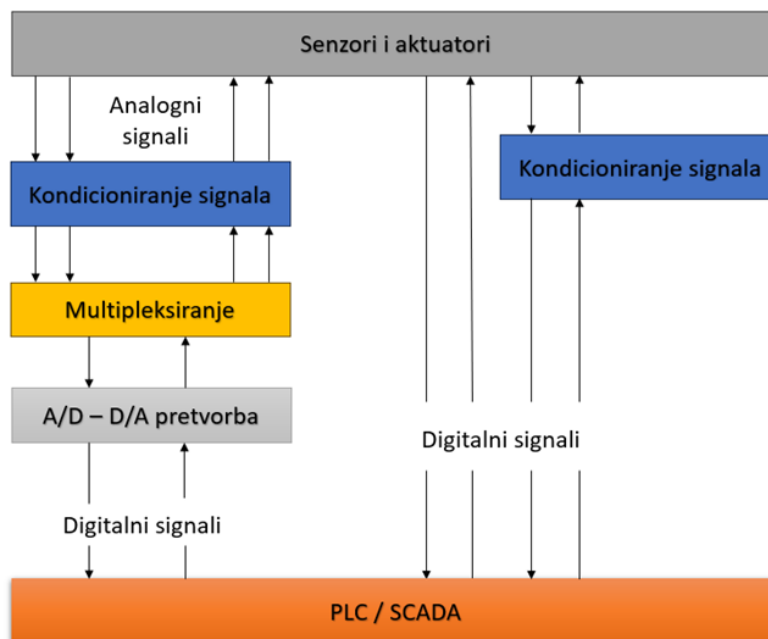 Senzori i aktuatori
Analogni
signali
Kondicioniranje signala
Kondicioniranje signala
Multipleksiranje
A/D – D/A pretvorba
Digitalni signali
Digitalni signali
PLC / SCADA